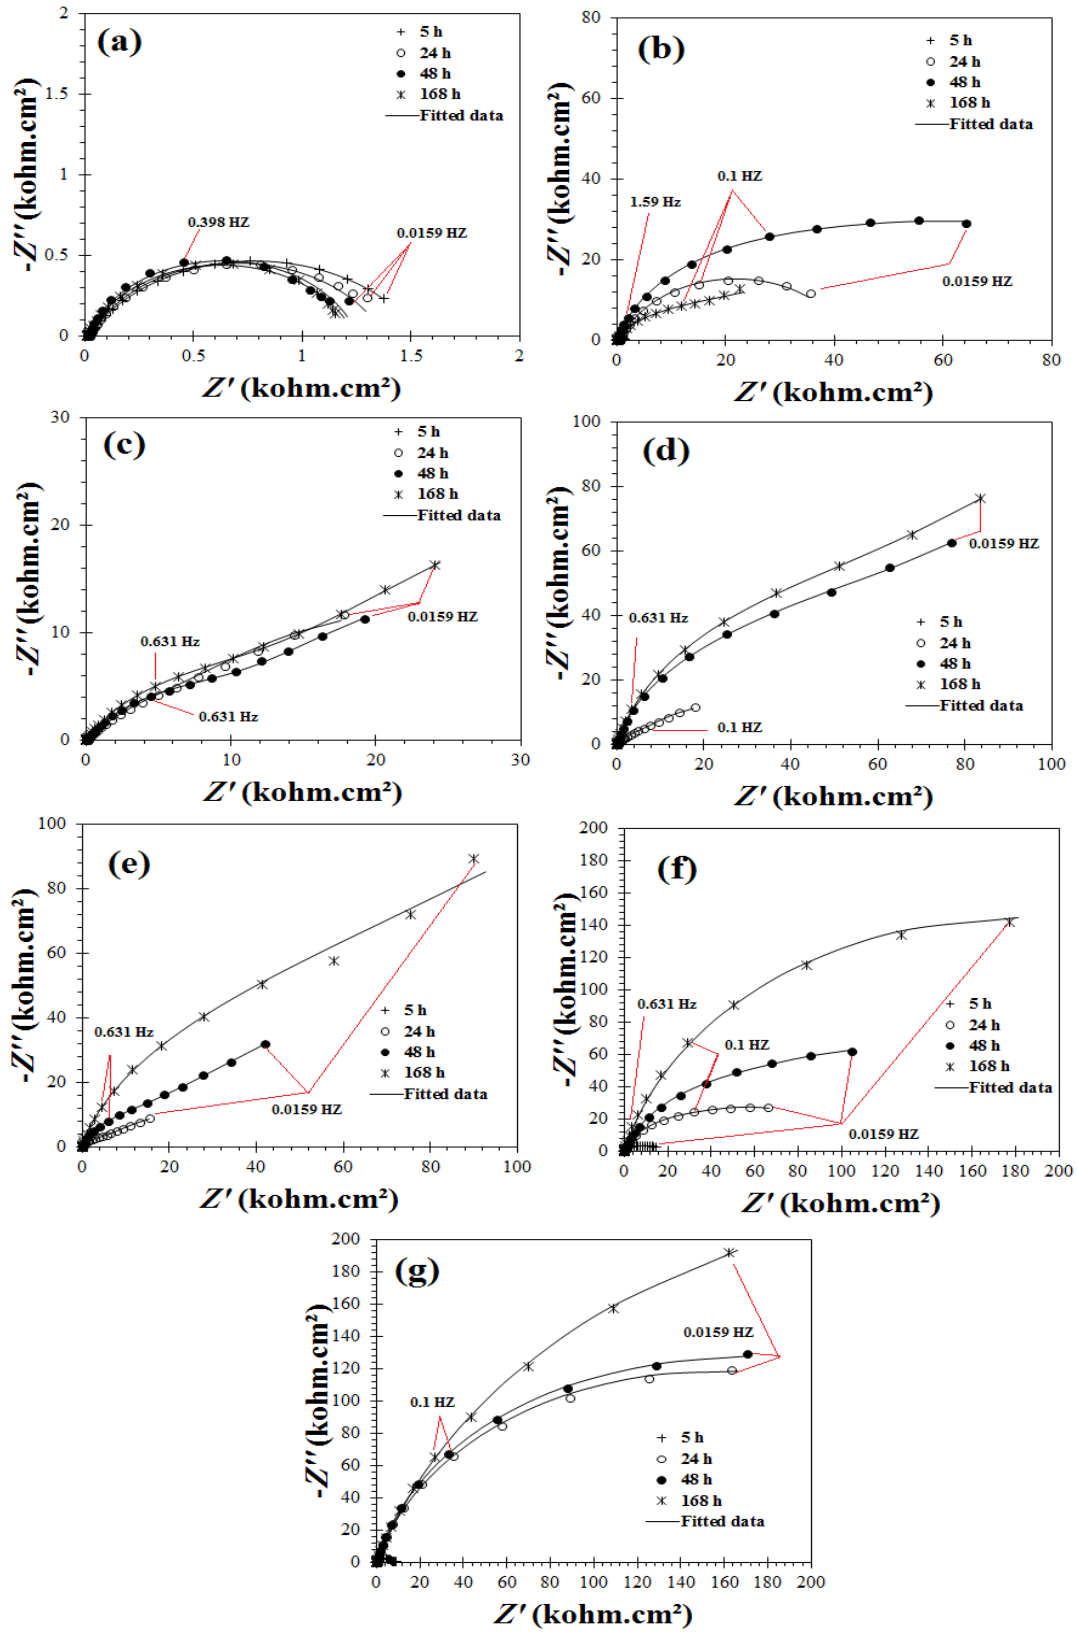 (a)
5 h
24 h
48 h
168 h
Fitted data
0.398 HZ
0.0159 HZ
2
1.5
1
0.5
0
0 0.5 1 1.5 2
-Z''(kohm.cm²)
Z' (kohm.cm²)
(b)
5 h
24 h
48 h
168 h
Fitted data
0.1 HZ
1.59 Hz
0.0159 HZ
80
60
40
20
0
0 20 40 60 80
-Z''(kohm.cm²)
Z' (kohm.cm²)
(c)
5 h
24 h
48 h
168 h
Fitted data
0.631 Hz
0.0159 HZ
0.631 Hz
30
20
10
0
0 10 20 30
-Z''(kohm.cm²)
Z' (kohm.cm²)
(d)
0.0159 HZ
0.631 Hz
5 h
24 h
48 h
168 h
Fitted data
0.1 HZ
100
80
60
40
20
0
0 20 40 60 80 100
-Z''(kohm.cm²)
Z' (kohm.cm²)
(e)
5 h
24 h
48 h
168 h
Fitted data
0.631 Hz
0.0159 HZ
100
80
60
40
20
0
0 20 40 60 80 100
-Z''(kohm.cm²)
Z' (kohm.cm²)
(f)
0.631 Hz
5 h
24 h
48 h
168 h
Fitted data
0.1 HZ
0.0159 HZ
200
180
160
140
120
100
80
60
40
20
0
0 20 40 60 80 100 120 140 160 180 200
-Z''(kohm.cm²)
Z' (kohm.cm²)
(g)
0.0159 HZ
0.1 HZ
5 h
24 h
48 h
168 h
Fitted data
200
180
160
140
120
100
80
60
40
20
0
0 20 40 60 80 100 120 140 160 180 200
-Z''(kohm.cm²)
Z' (kohm.cm²)